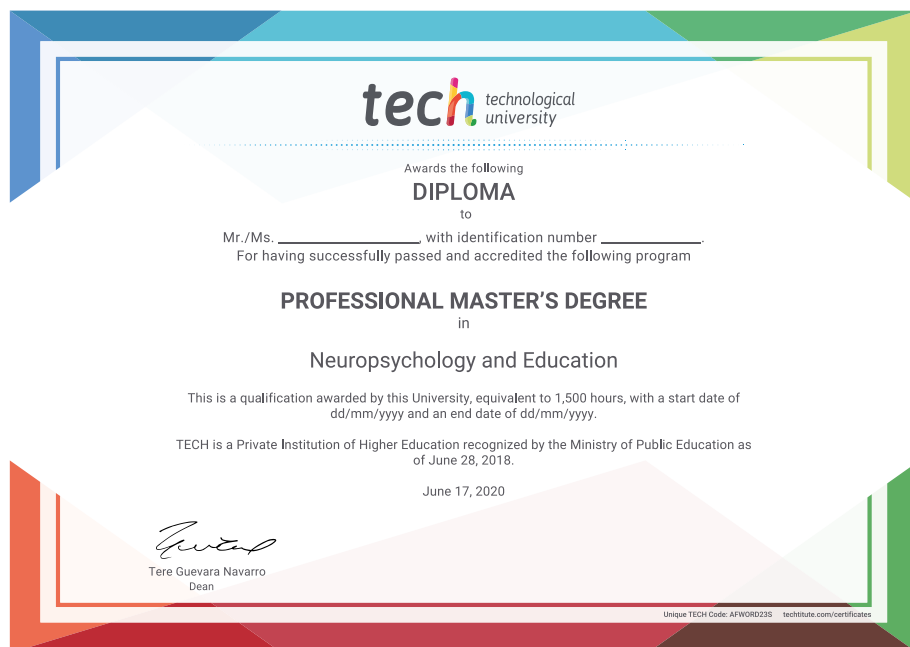 tech technological
university
Awards the following
DIPLOMA
to
Mr./Ms. ________________, with identification number ____________.
For having successfully passed and accredited the following program
PROFESSIONAL MASTER’S DEGREE
in
Neuropsychology and Education
This is a qualification awarded by this University, equivalent to 1,500 hours, with a start date of
dd/mm/yyyy and an end date of dd/mm/yyyy.
TECH is a Private Institution of Higher Education recognized by the Ministry of Public Education as
of June 28, 2018.
June 17, 2020
Tere Guevara Navarro
Dean
Unique TECH Code: AFWORD23S techtitute.com/certificates